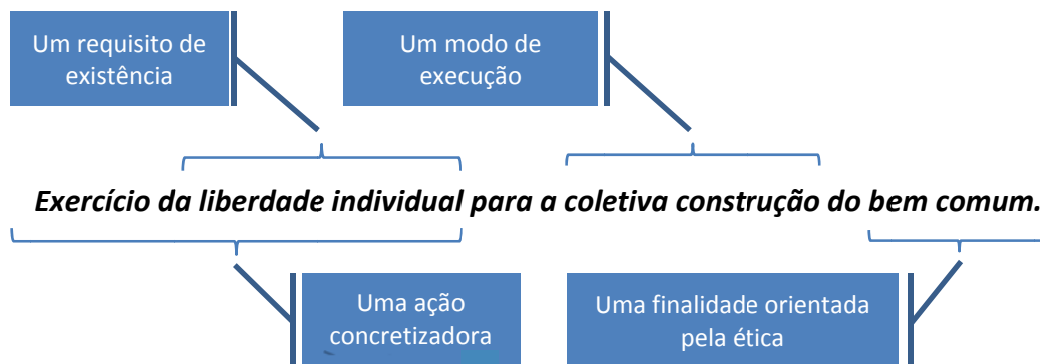 Um requisito de
existência
Um modo de
execução
Exercício da liberdade individual para a coletiva construção do bem comum.
Uma ação
concretizadora
Uma finalidade orientada
pela ética